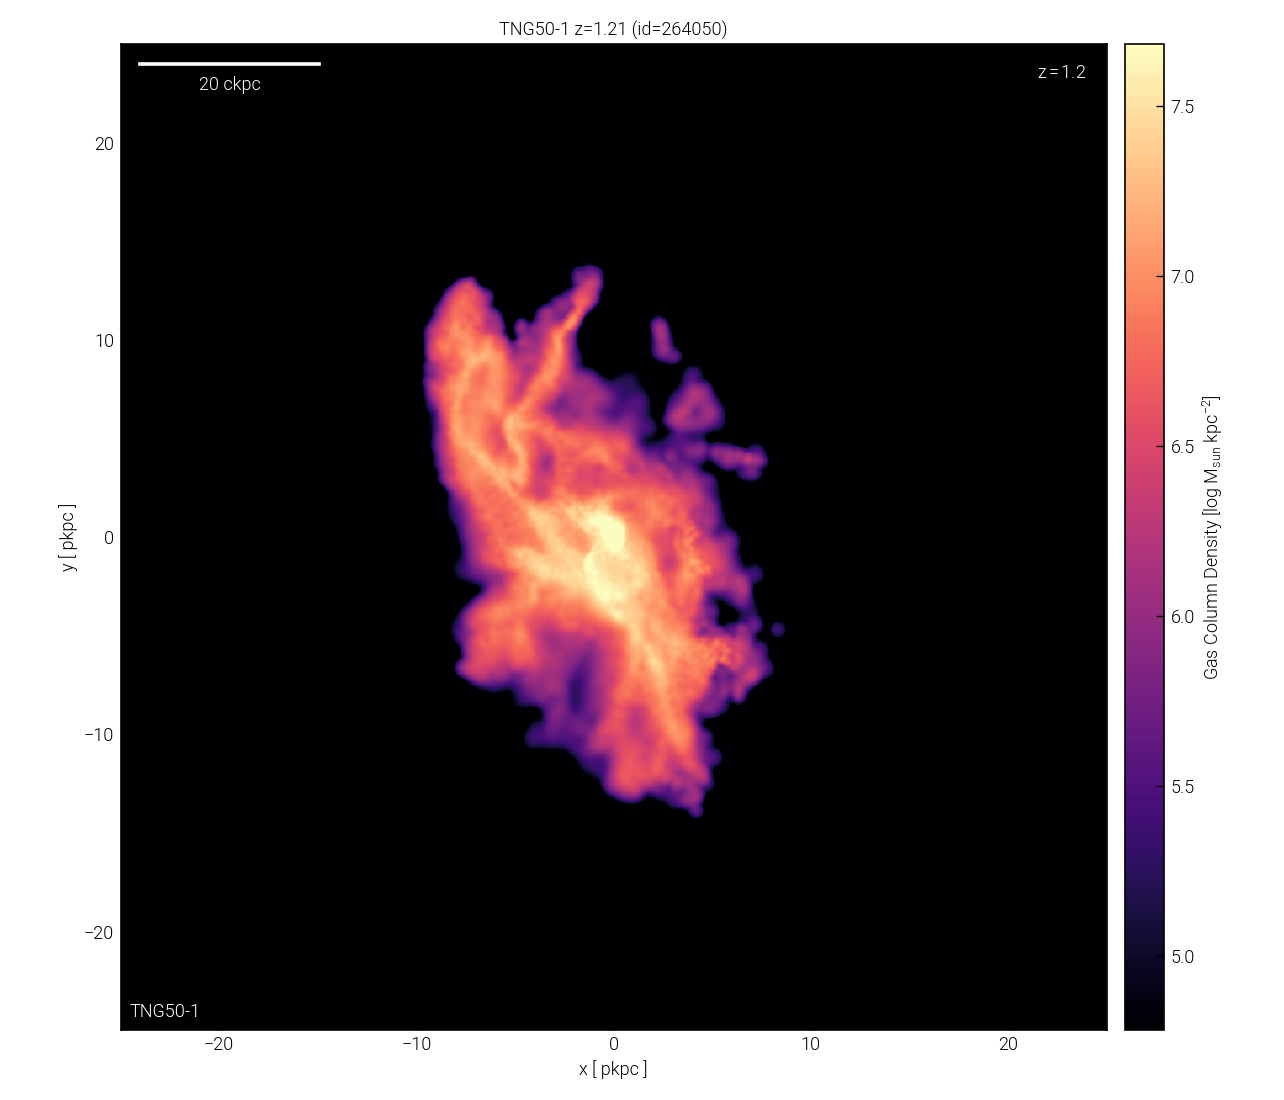 TNG50-1 z=1.21 (id=264050)
20 ckpc
z = 1.2
TNG50-1
20
10
0
−10
−20
y [ pkpc ]
−20
−10
0
10
20
x [ pkpc ]
7.5
7.0
6.5
6.0
5.5
5.0
Gas Column Density [log M_sun kpc⁻²]